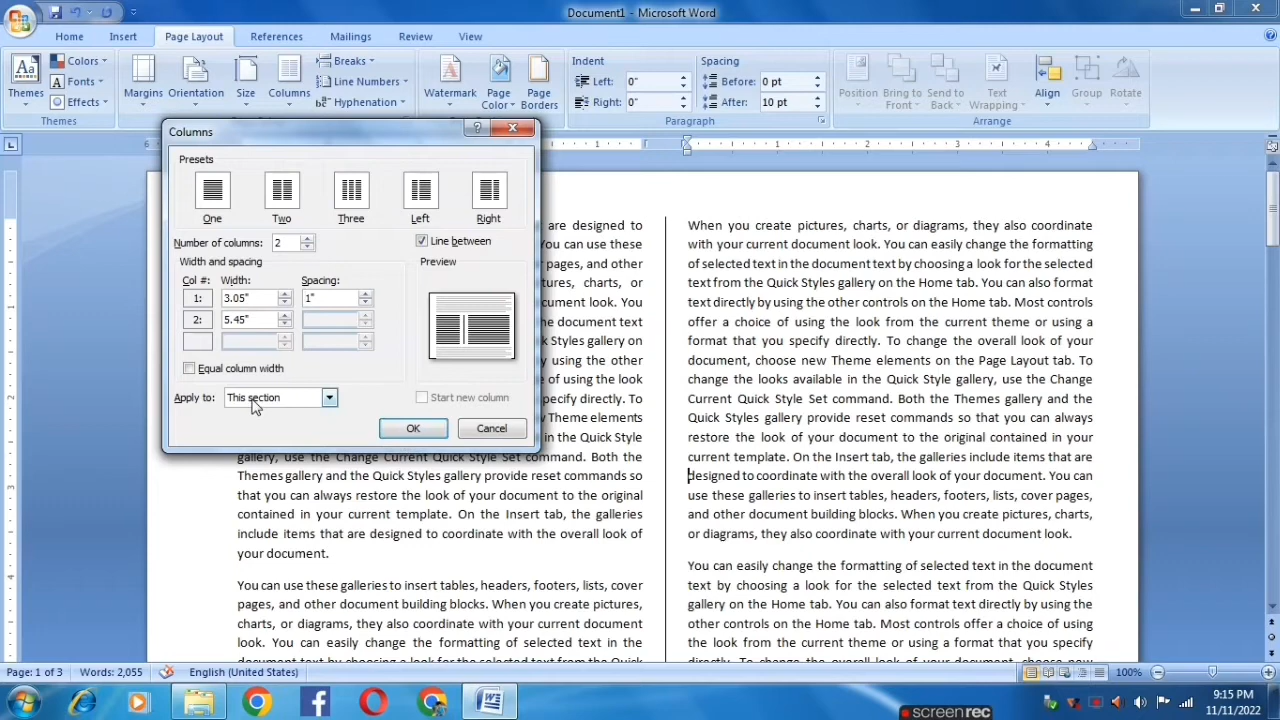 Document1 - Microsoft Word
Home Insert Page Layout References Mailings Review View
Themes
Colors
Fonts
Effects
Themes
Margins
Orientation
Size
Columns
Breaks
Line Numbers
Hyphenation
Watermark
Page Color
Page Borders
Indent
Left: 0"
Right: 0"
Spacing
Before: 0 pt
After: 10 pt
Paragraph
Position
Bring to Front
Send to Back
Text Wrapping
Align
Group
Rotate
Arrange
Columns
Presets
One Two Three Left Right
Number of columns: 2
Line between
Width and spacing
Col #: Width: Spacing:
1: 3.05" 1"
2: 5.45"
Equal column width
Preview
Apply to: This section
Start new column
OK Cancel
are designed to
You can use these
pages, and other
tures, charts, or
cument look. You
the document text
k Styles gallery on
y using the other
e of using the look
pecify directly. To
w Theme elements
in the Quick Style
gallery, use the Change Current Quick Style Set command. Both the
Themes gallery and the Quick Styles gallery provide reset commands so
that you can always restore the look of your document to the original
contained in your current template. On the Insert tab, the galleries
include items that are designed to coordinate with the overall look of
your document.
You can use these galleries to insert tables, headers, footers, lists, cover
pages, and other document building blocks. When you create pictures,
charts, or diagrams, they also coordinate with your current document
look. You can easily change the formatting of selected text in the
document text by choosing a look for the selected text from the Quick
When you create pictures, charts, or diagrams, they also coordinate
with your current document look. You can easily change the formatting
of selected text in the document text by choosing a look for the selected
text from the Quick Styles gallery on the Home tab. You can also format
text directly by using the other controls on the Home tab. Most controls
offer a choice of using the look from the current theme or using a
format that you specify directly. To change the overall look of your
document, choose new Theme elements on the Page Layout tab. To
change the looks available in the Quick Style gallery, use the Change
Current Quick Style Set command. Both the Themes gallery and the
Quick Styles gallery provide reset commands so that you can always
restore the look of your document to the original contained in your
current template. On the Insert tab, the galleries include items that are
designed to coordinate with the overall look of your document. You can
use these galleries to insert tables, headers, footers, lists, cover pages,
and other document building blocks. When you create pictures, charts,
or diagrams, they also coordinate with your current document look.
You can easily change the formatting of selected text in the document
text by choosing a look for the selected text from the Quick Styles
gallery on the Home tab. You can also format text directly by using the
other controls on the Home tab. Most controls offer a choice of using
the look from the current theme or using a format that you specify
directly. To change the overall look of your document, choose new
Page: 1 of 3 Words: 2,055 English (United States) 100%
screenrec
9:15 PM
11/11/2022